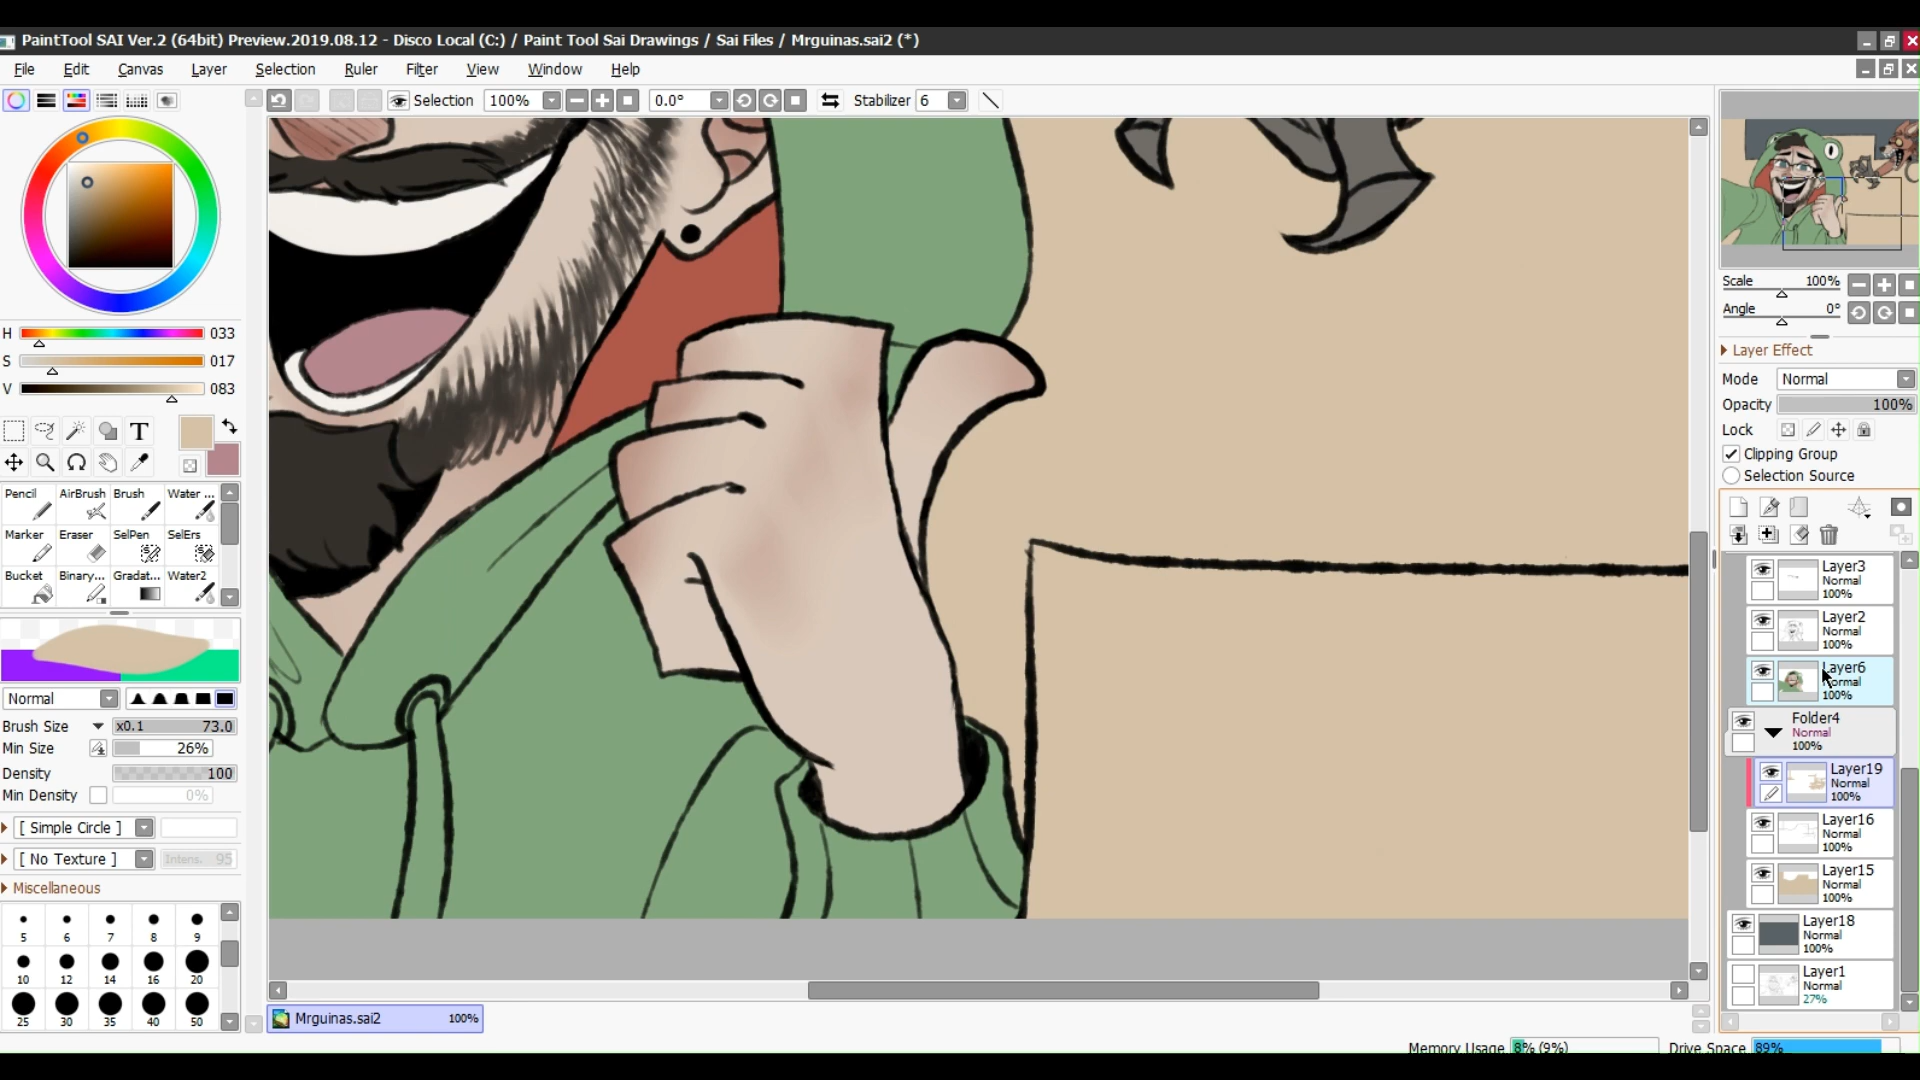 PaintTool SAI Ver.2 (64bit) Preview.2019.08.12 - Disco Local (C:) / Paint Tool Sai Drawings / Sai Files / Mrguinas.sai2 (*)
File Edit Canvas Layer Selection Ruler Filter View Window Help
Selection 100% 0.0° Stabilizer 6
Scale 100%
Angle 0°
H 033
S 017
V 083
Layer Effect
Mode Normal
Opacity 100%
Lock
Clipping Group
Selection Source
T
Pencil AirBrush Brush Water ...
Marker Eraser SelPen SelErs
Bucket Binary... Gradat... Water2
Normal
Brush Size x0.1 73.0
Min Size 26%
Density 100
Min Density 0%
[ Simple Circle ]
[ No Texture ] Intens. 95
Miscellaneous
5 6 7 8 9
10 12 14 16 20
25 30 35 40 50
Layer3
Normal
100%
Layer2
Normal
100%
Layer6
Normal
100%
Folder4
Normal
100%
Layer19
Normal
100%
Layer16
Normal
100%
Layer15
Normal
100%
Layer18
Normal
100%
Layer1
Normal
27%
Mrguinas.sai2 100%
Memory Usage 8% (9%) Drive Space 89%